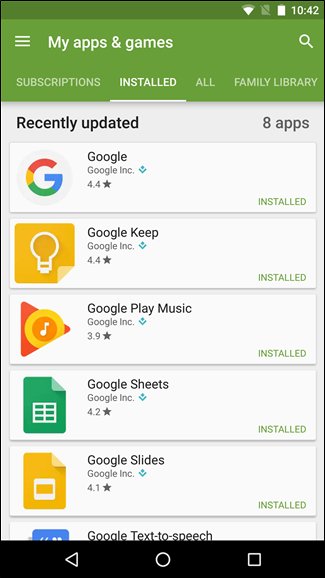 10:42
My apps & games
SUBSCRIPTIONS INSTALLED ALL FAMILY LIBRARY
Recently updated 8 apps
Google
Google Inc.
4.4★
INSTALLED
Google Keep
Google Inc.
4.4★
INSTALLED
Google Play Music
Google Inc.
3.9★
INSTALLED
Google Sheets
Google Inc.
4.2★
INSTALLED
Google Slides
Google Inc.
4.1★
INSTALLED
Google Text-to-speech